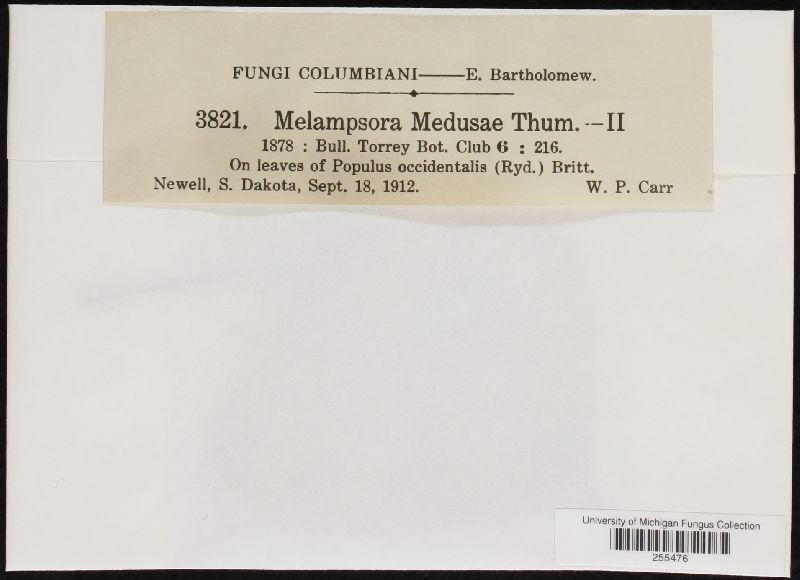 FUNGI COLUMBIANI——E. Bartholomew.
3821. Melampsora Medusae Thum.—II
1878 : Bull. Torrey Bot. Club 6 : 216.
On leaves of Populus occidentalis (Ryd.) Britt.
Newell, S. Dakota, Sept. 18, 1912. W. P. Carr
University of Michigan Fungus Collection
255476